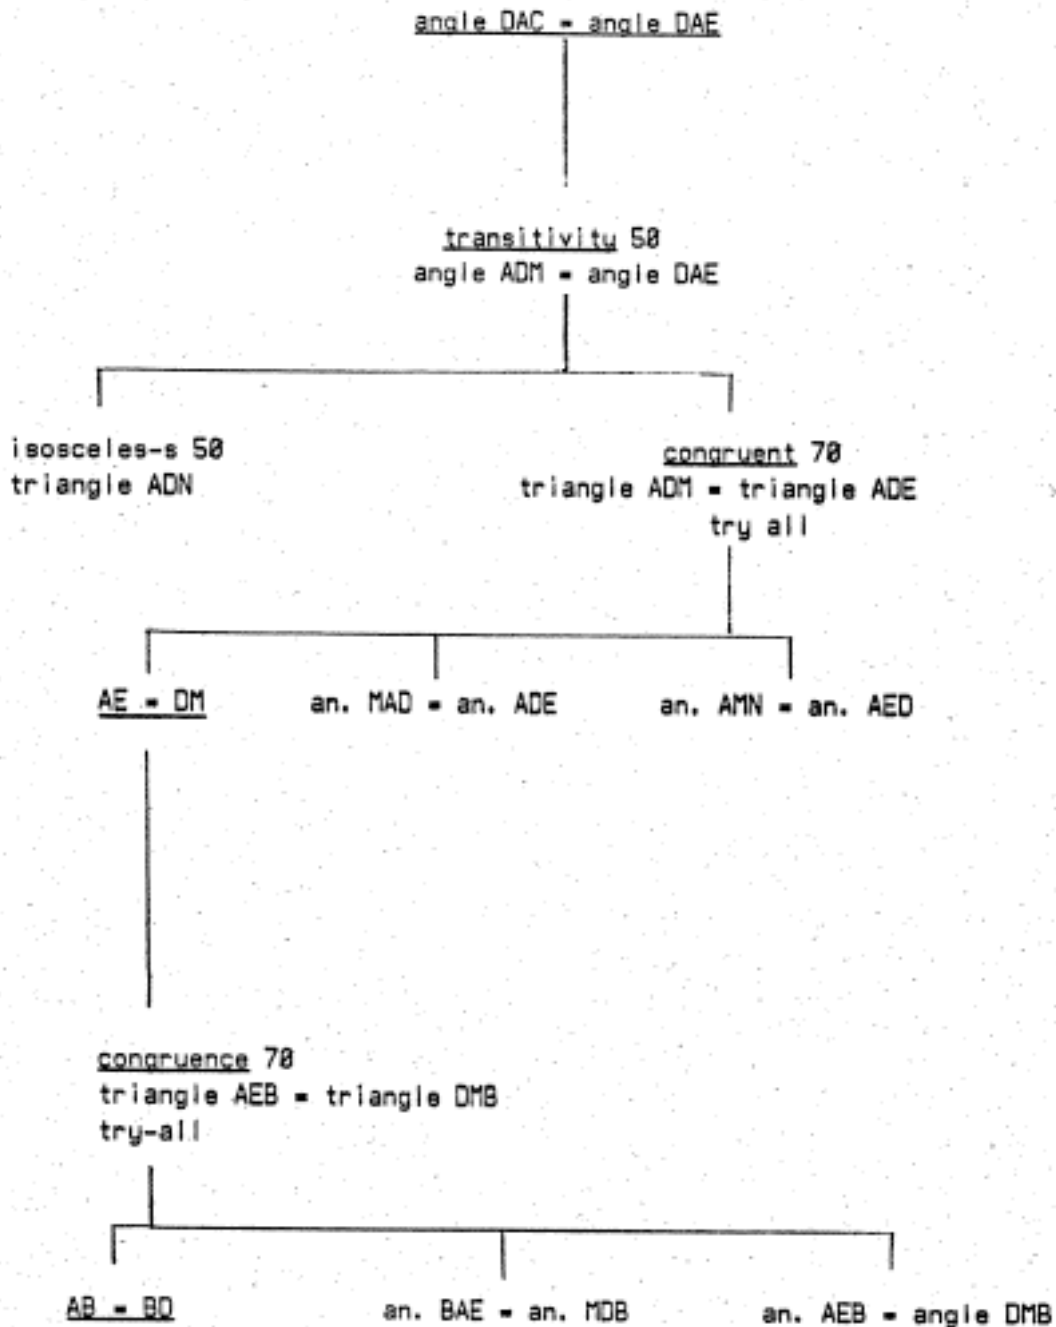 angle DAC = angle DAE
transitivity 50
angle ADM = angle DAE
isosceles-s 50
triangle ADN
congruent 70
triangle ADM = triangle ADE
try all
AE = DM
an. MAD = an. ADE
an. AMN = an. AED
congruence 70
triangle AEB = triangle DMB
try-all
AB = BD
an. BAE = an. MDB
an. AEB = angle DMB